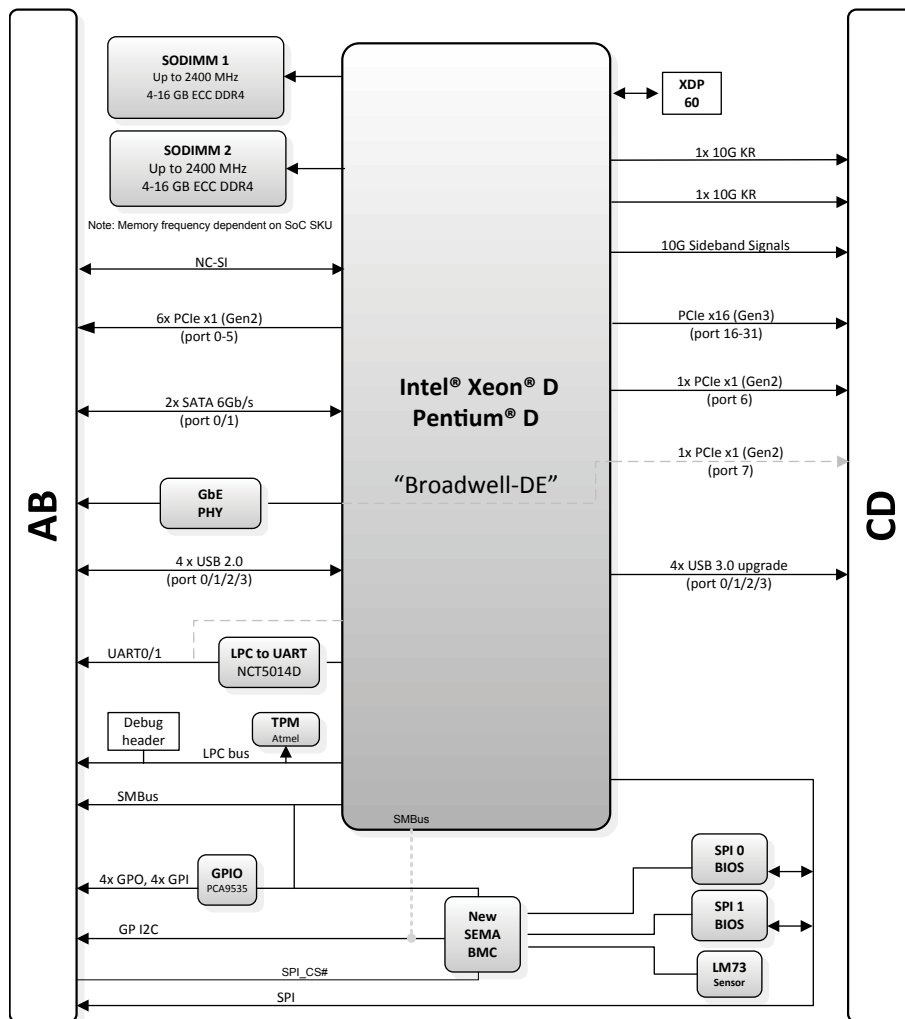 SODIMM 1
Up to 2400 MHz
4-16 GB ECC DDR4
SODIMM 2
Up to 2400 MHz
4-16 GB ECC DDR4
Note: Memory frequency dependent on SoC SKU
NC-SI
6x PCIe x1 (Gen2)
(port 0-5)
2x SATA 6Gb/s
(port 0/1)
GbE
PHY
4 x USB 2.0
(port 0/1/2/3)
UART0/1
LPC to UART
NCT5014D
Debug
header
TPM
Atmel
LPC bus
SMBus
4x GPO, 4x GPI
GPIO
PCA9535
GP I2C
SPI_CS#
SPI
AB
Intel® Xeon® D
Pentium® D
“Broadwell-DE”
SMBus
New
SEMA
BMC
XDP
60
1x 10G KR
1x 10G KR
10G Sideband Signals
PCIe x16 (Gen3)
(port 16-31)
1x PCIe x1 (Gen2)
(port 6)
1x PCIe x1 (Gen2)
(port 7)
4x USB 3.0 upgrade
(port 0/1/2/3)
SPI 0
BIOS
SPI 1
BIOS
LM73
Sensor
CD